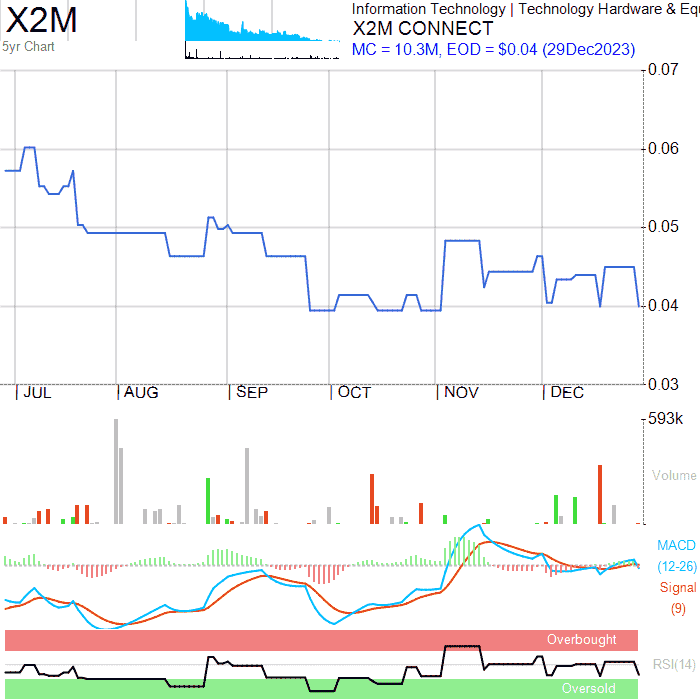 X2M
5yr Chart
Information Technology | Technology Hardware & Equ
X2M CONNECT
MC = 10.3M, EOD = $0.04 (29Dec2023)
0.07
0.06
0.05
0.04
0.03
JUL AUG SEP OCT NOV DEC
593k
Volume
MACD
(12-26)
Signal
(9)
Overbought
RSI(14)
Oversold